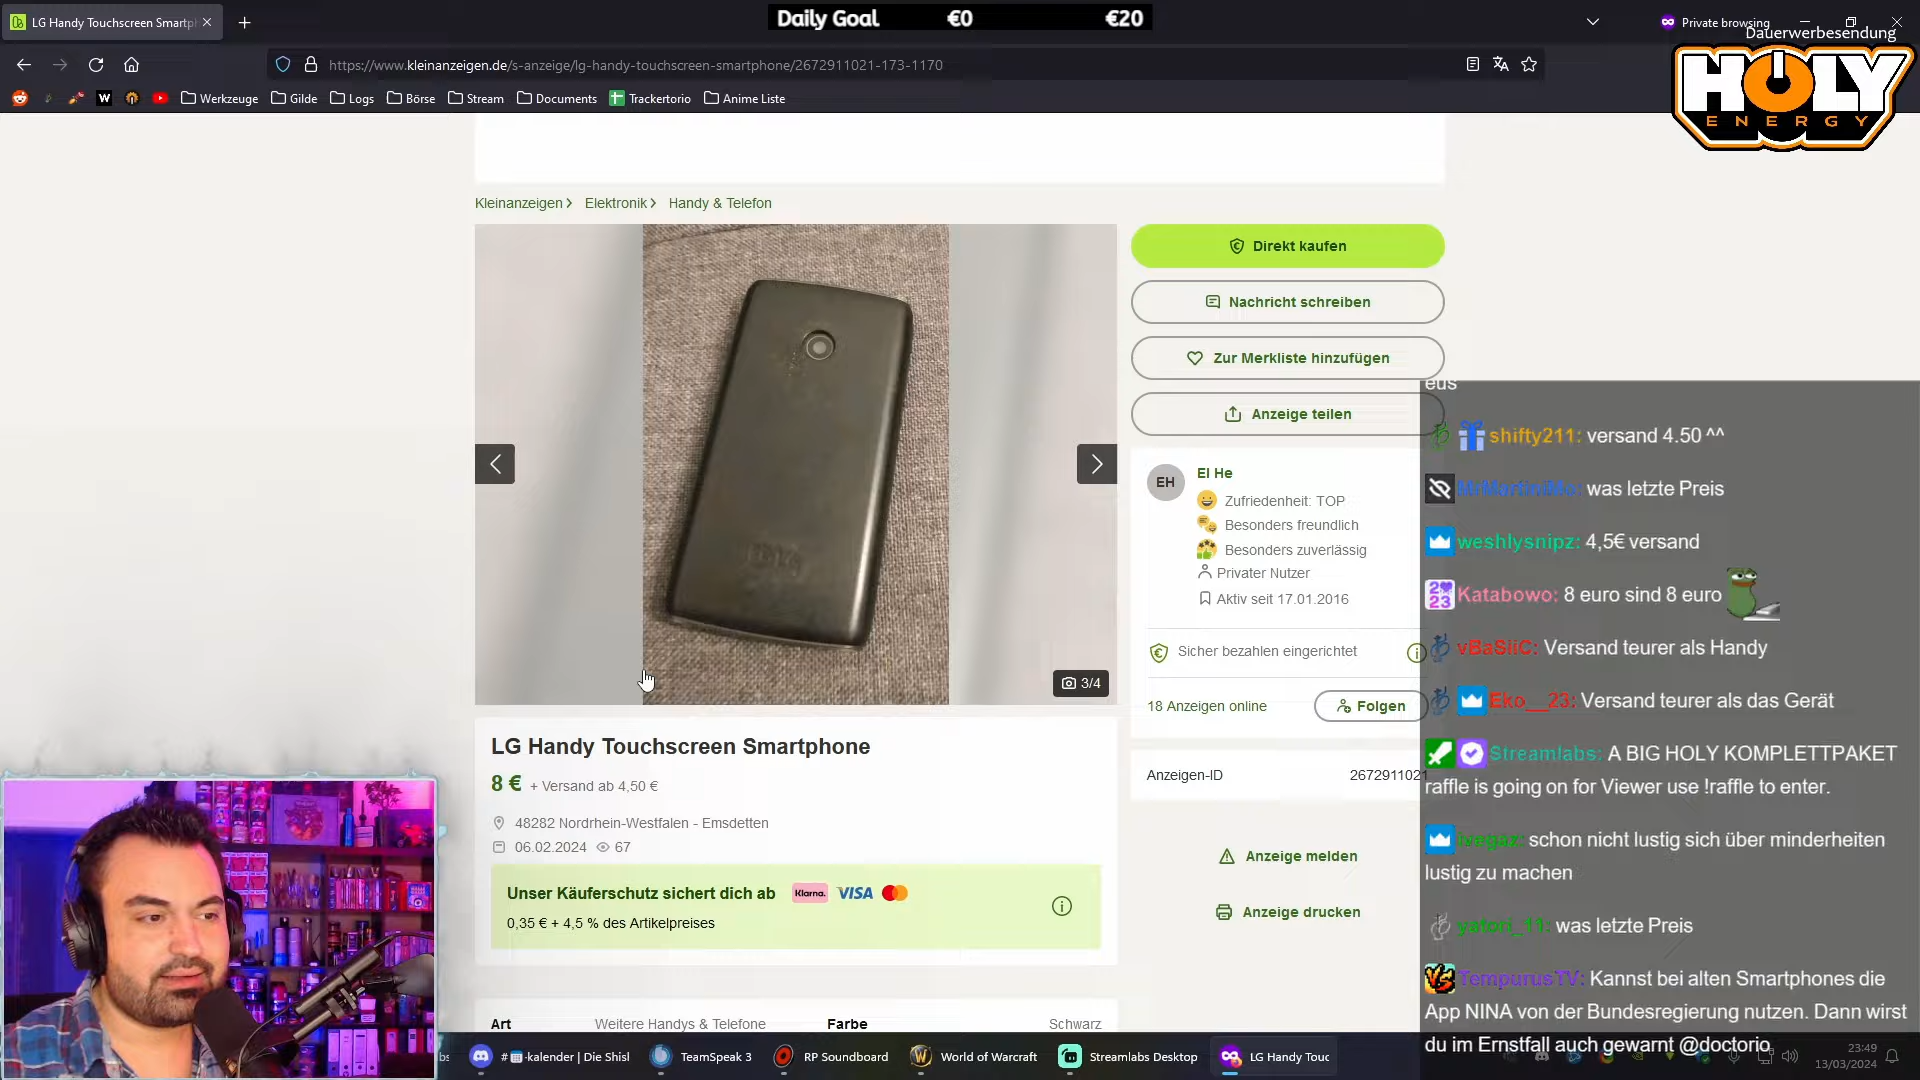 LG Handy Touchscreen Smartph
Daily Goal €0 €20
Private browsing
Dauerwerbesendung
https://www.kleinanzeigen.de/s-anzeige/lg-handy-touchscreen-smartphone/2672911021-173-1170
HOLY
ENERGY
W
Werkzeuge
Gilde
Logs
Börse
Stream
Documents
Trackertorio
Anime Liste
Kleinanzeigen
Elektronik
Handy & Telefon
3/4
Direkt kaufen
Nachricht schreiben
Zur Merkliste hinzufügen
Anzeige teilen
EH
El He
Zufriedenheit: TOP
Besonders freundlich
Besonders zuverlässig
Privater Nutzer
Aktiv seit 17.01.2016
Sicher bezahlen eingerichtet
18 Anzeigen online
Folgen
Anzeigen-ID
2672911021
Anzeige melden
Anzeige drucken
LG Handy Touchscreen Smartphone
8 € + Versand ab 4,50 €
48282 Nordrhein-Westfalen - Emsdetten
06.02.2024 67
Unser Käuferschutz sichert dich ab Klarna. VISA
0,35 € + 4,5 % des Artikelpreises
Art Weitere Handys & Telefone Farbe Schwarz
eus
shifty211: versand 4.50 ^^
MrMartiniMo: was letzte Preis
weshlysnipz: 4,5€ versand
Katabowo: 8 euro sind 8 euro
vBaSiiC: Versand teurer als Handy
Eko__23: Versand teurer als das Gerät
Streamlabs: A BIG HOLY KOMPLETTPAKET
raffle is going on for Viewer use !raffle to enter.
schon nicht lustig sich über minderheiten
lustig zu machen
yatori_11: was letzte Preis
TempurusTV: Kannst bei alten Smartphones die
App NINA von der Bundesregierung nutzen. Dann wirst
du im Ernstfall auch gewarnt @doctorio
# kalender | Die Shisl
TeamSpeak 3
RP Soundboard
World of Warcraft
Streamlabs Desktop
LG Handy Touc
23:49
13/03/2024